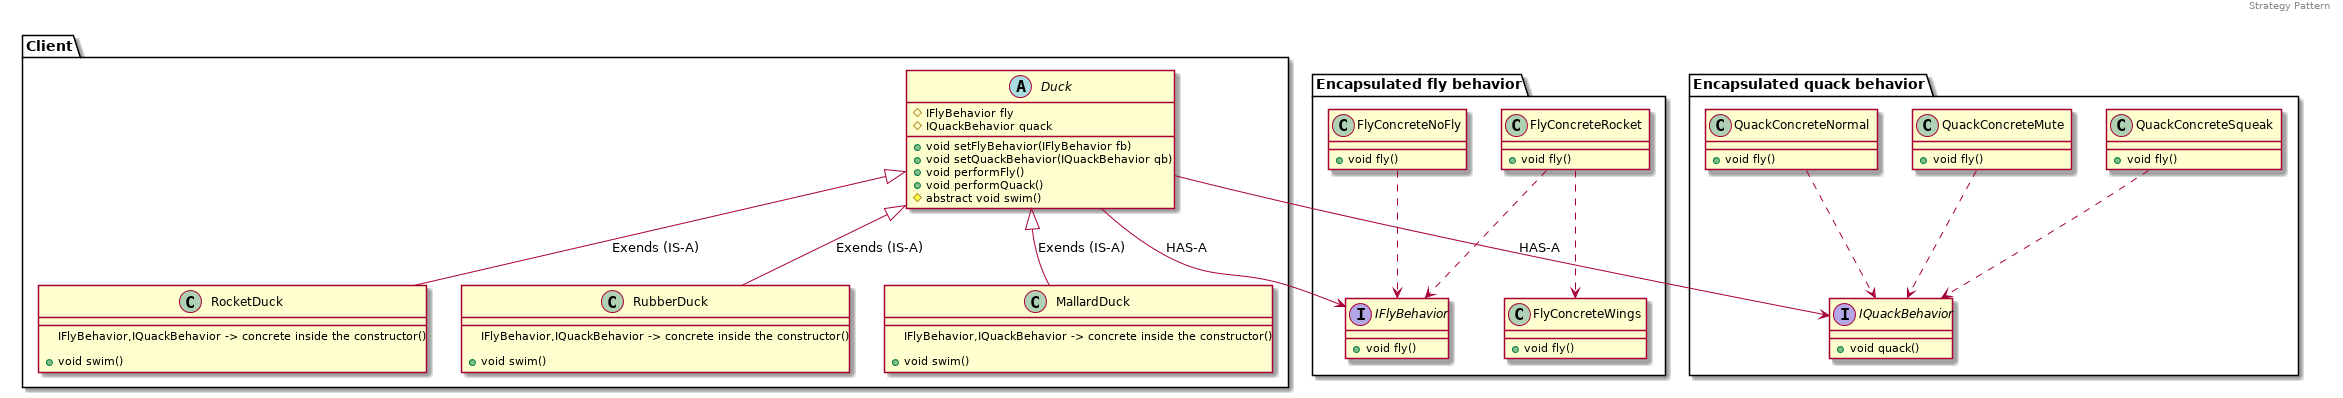 Strategy Pattern
Client
A Duck
IFlyBehavior fly
IQuackBehavior quack
void setFlyBehavior(IFlyBehavior fb)
void setQuackBehavior(IQuackBehavior qb)
void performFly()
void performQuack()
abstract void swim()
Exends (IS-A)
Exends (IS-A)
Exends (IS-A)
HAS-A
HAS-A
C RocketDuck
IFlyBehavior,IQuackBehavior -> concrete inside the constructor()
void swim()
C RubberDuck
IFlyBehavior,IQuackBehavior -> concrete inside the constructor()
void swim()
C MallardDuck
IFlyBehavior,IQuackBehavior -> concrete inside the constructor()
void swim()
Encapsulated fly behavior
C FlyConcreteNoFly
void fly()
C FlyConcreteRocket
void fly()
I IFlyBehavior
void fly()
C FlyConcreteWings
void fly()
Encapsulated quack behavior
C QuackConcreteNormal
void fly()
C QuackConcreteMute
void fly()
C QuackConcreteSqueak
void fly()
I IQuackBehavior
void quack()